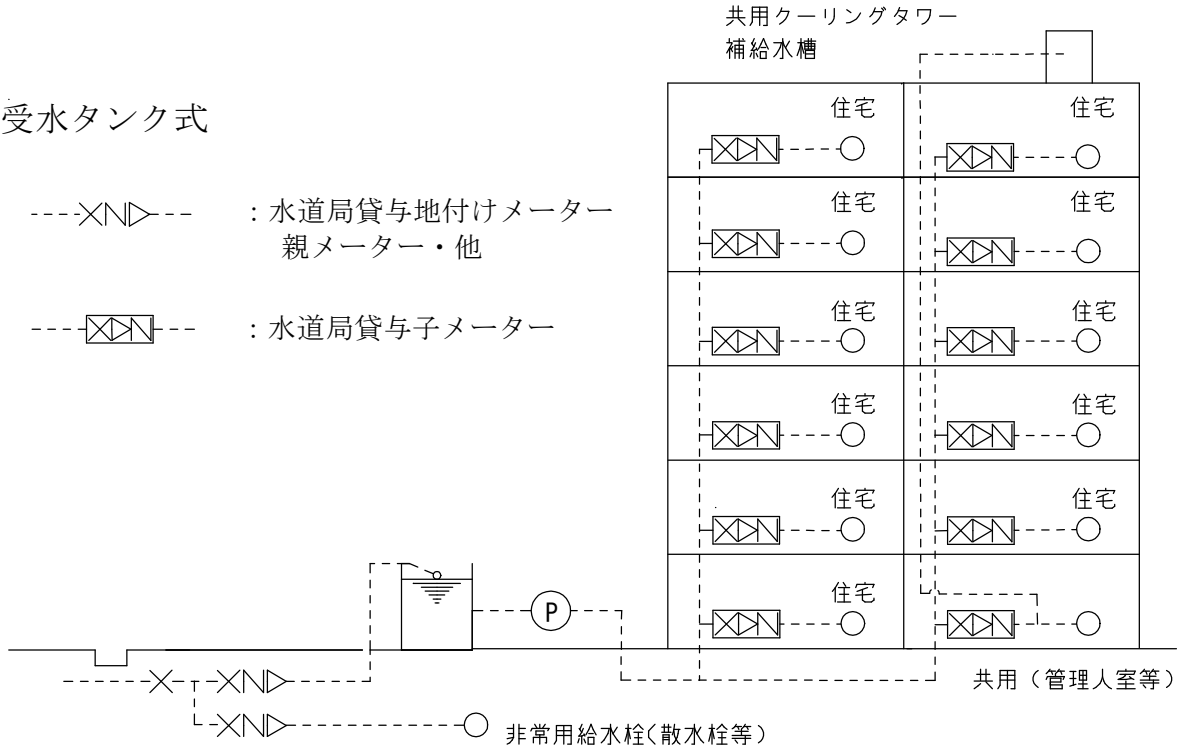 共用クーリングタワー
補給水槽
受水タンク式
：水道局貸与地付けメーター
親メーター・他
：水道局貸与子メーター
住宅
住宅
住宅
住宅
住宅
住宅
住宅
住宅
住宅
住宅
住宅
P
共用（管理人室等）
非常用給水栓(散水栓等）